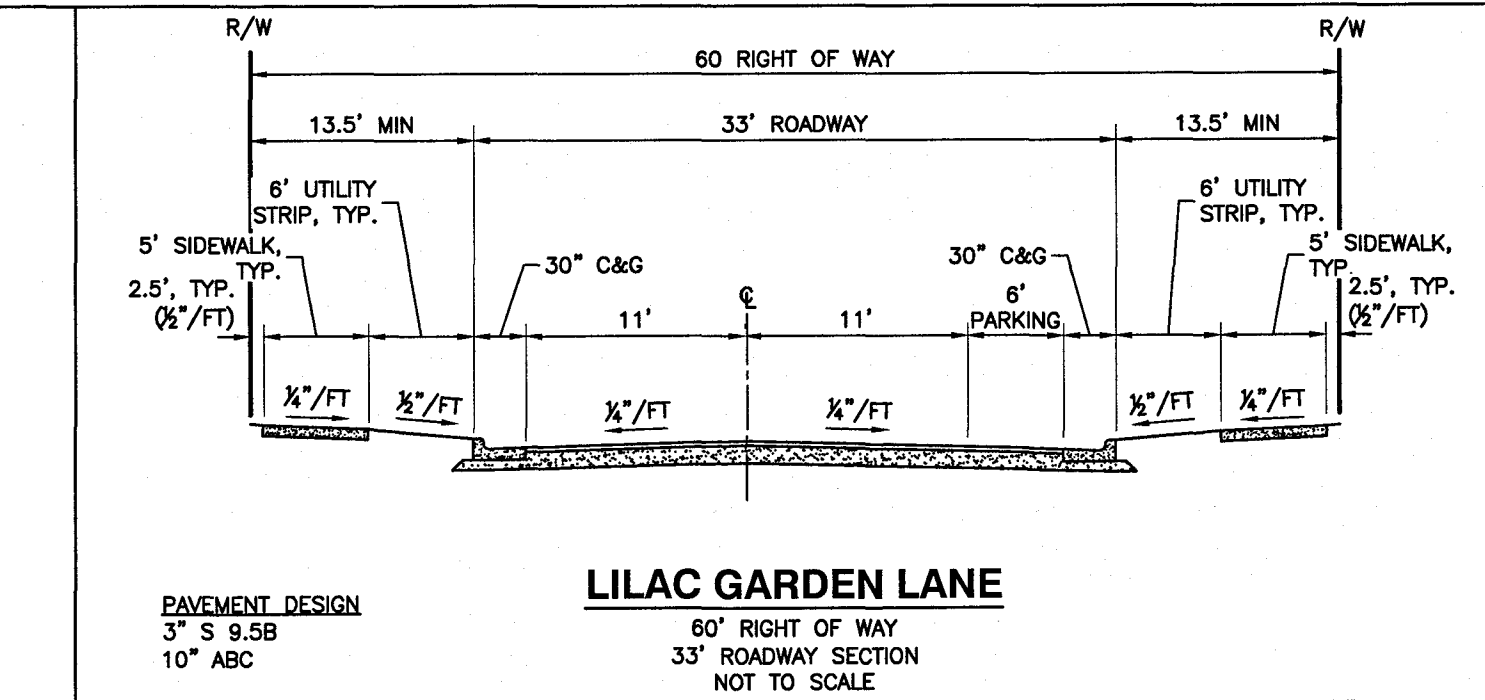 R/W
R/W
60 RIGHT OF WAY
13.5' MIN
33' ROADWAY
13.5' MIN
6' UTILITY
STRIP, TYP.
6' UTILITY
STRIP, TYP.
5' SIDEWALK,
TYP.
5' SIDEWALK,
TYP.
30" C&G
30" C&G
2.5', TYP.
(½"/FT)
2.5', TYP.
(½"/FT)
℄
11'
11'
6'
PARKING
¼"/FT
½"/FT
¼"/FT
¼"/FT
½"/FT
¼"/FT
LILAC GARDEN LANE
60' RIGHT OF WAY
33' ROADWAY SECTION
NOT TO SCALE
PAVEMENT DESIGN
3" S 9.5B
10" ABC